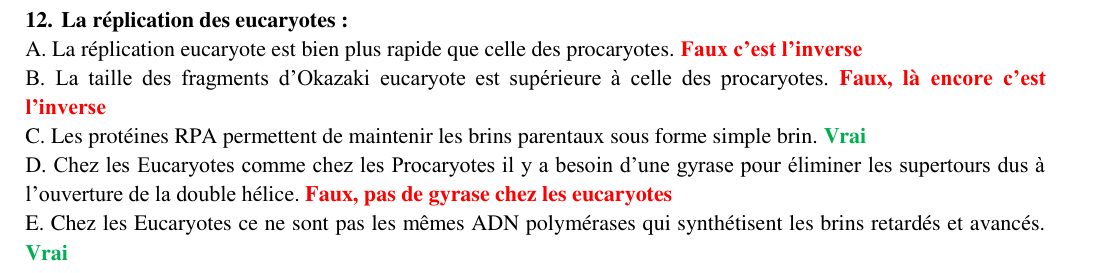 12. La réplication des eucaryotes :
A. La réplication eucaryote est bien plus rapide que celle des procaryotes. Faux c’est l’inverse
B. La taille des fragments d’Okazaki eucaryote est supérieure à celle des procaryotes. Faux, là encore c’est
l’inverse
C. Les protéines RPA permettent de maintenir les brins parentaux sous forme simple brin. Vrai
D. Chez les Eucaryotes comme chez les Procaryotes il y a besoin d’une gyrase pour éliminer les supertours dus à
l’ouverture de la double hélice. Faux, pas de gyrase chez les eucaryotes
E. Chez les Eucaryotes ce ne sont pas les mêmes ADN polymérases qui synthétisent les brins retardés et avancés.
Vrai